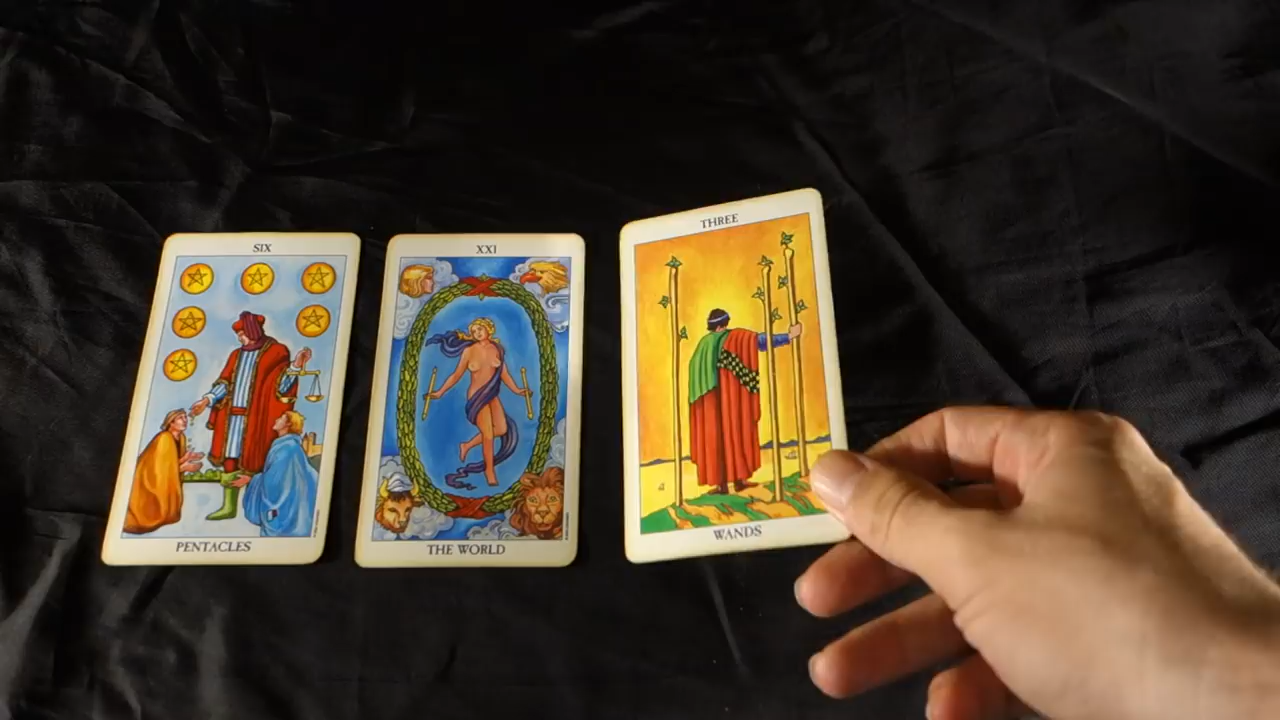 SIX
PENTACLES
XXI
THE WORLD
THREE
WANDS